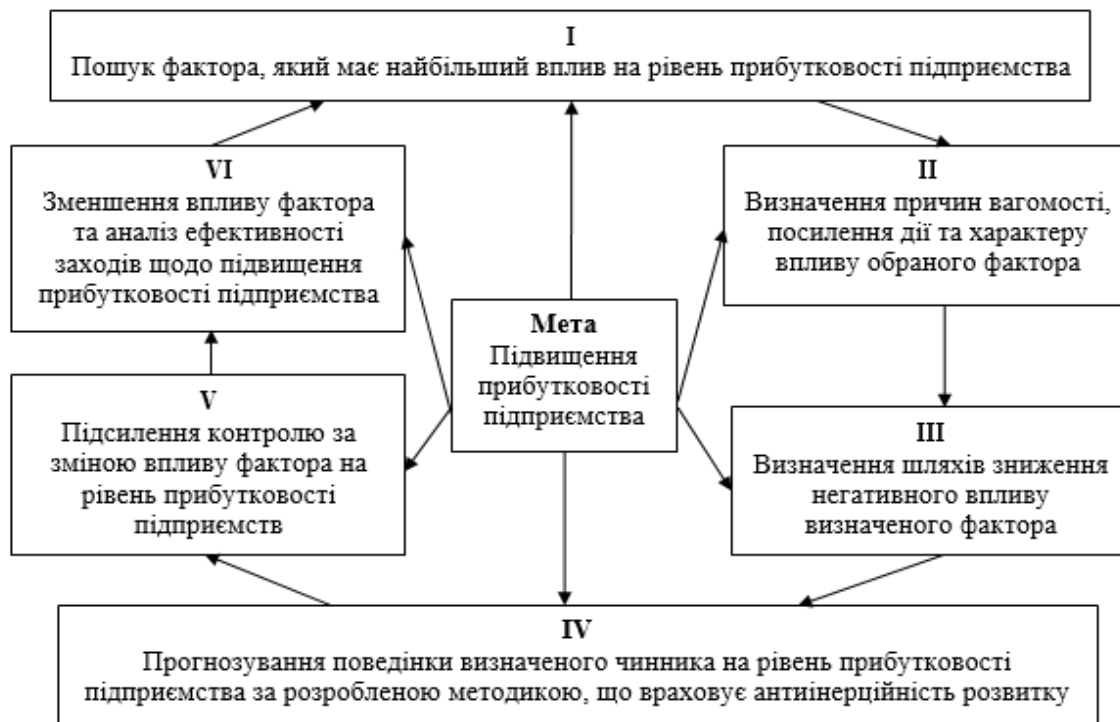 I
Пошук фактора, який має найбільший вплив на рівень прибутковості підприємства
VI
Зменшення впливу фактора
та аналіз ефективності
заходів щодо підвищення
прибутковості підприємства
II
Визначення причин вагомості,
посилення дії та характеру
впливу обраного фактора
Мета
Підвищення
прибутковості
підприємства
V
Підсилення контролю за
зміною впливу фактора на
рівень прибутковості
підприємств
III
Визначення шляхів зниження
негативного впливу
визначеного фактора
IV
Прогнозування поведінки визначеного чинника на рівень прибутковості
підприємства за розробленою методикою, що враховує антиінерційність розвитку